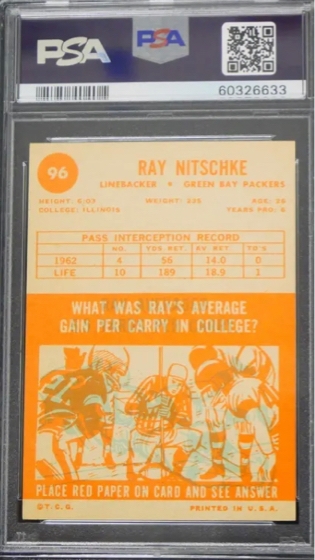 PSA
PSA
60326633
96
RAY NITSCHKE
LINEBACKER × GREEN BAY PACKERS
HEIGHT: 6/03 WEIGHT: 235 AGE: 26
COLLEGE: ILLINOIS YEARS PRO: 5
PASS INTERCEPTION RECORD
NO. YDS. RET. AV. RET. TD'S
1962 4 56 14.0 0
LIFE 10 189 18.9 1
WHAT WAS RAY'S AVERAGE
GAIN PER CARRY IN COLLEGE?
PLACE RED PAPER ON CARD AND SEE ANSWER
©T.C.G. PRINTED IN U.S.A.